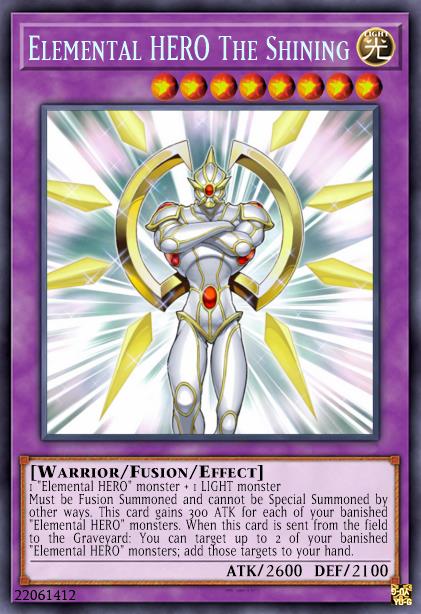 Elemental HERO The Shining
LIGHT
光
[Warrior/Fusion/Effect]
1 "Elemental HERO" monster + 1 LIGHT monster
Must be Fusion Summoned and cannot be Special Summoned by
other ways. This card gains 300 ATK for each of your banished
"Elemental HERO" monsters. When this card is sent from the field
to the Graveyard: You can target up to 2 of your banished
"Elemental HERO" monsters; add those targets to your hand.
ATK/2600 DEF/2100
22061412